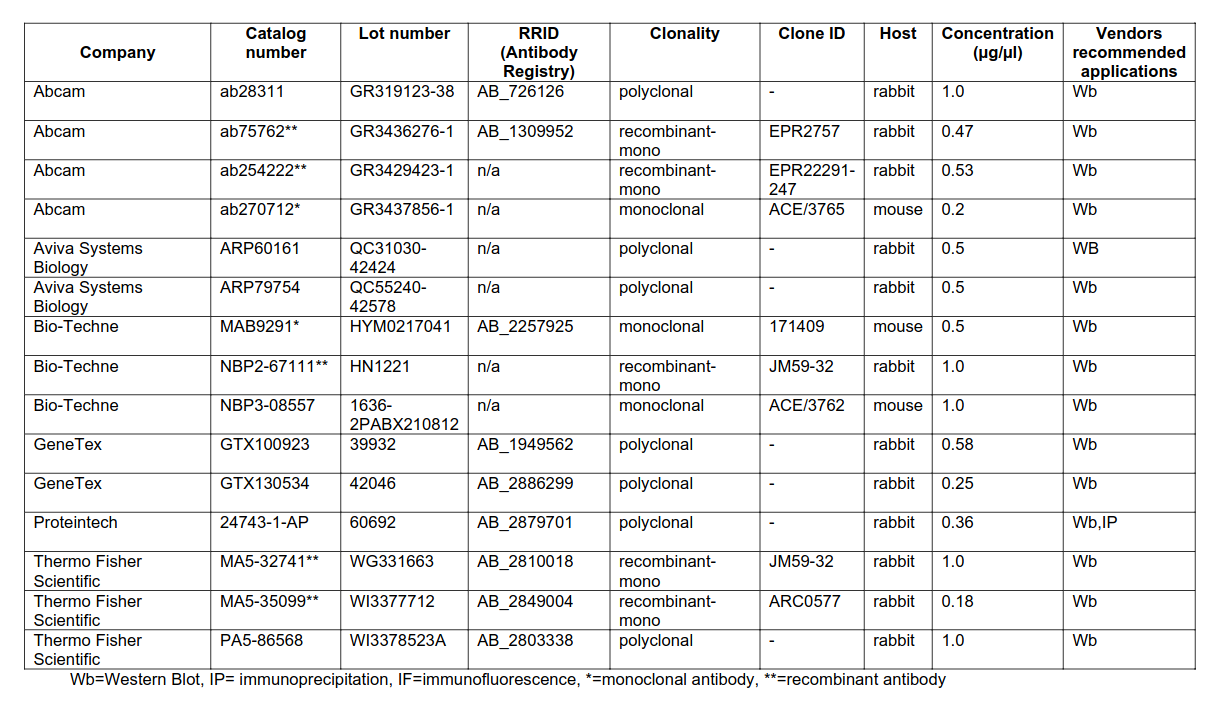 Company Catalog number Lot number RRID (Antibody Registry) Clonality Clone ID Host Concentration (µg/µl) Vendors recommended applications
Abcam ab28311 GR319123-38 AB_726126 polyclonal - rabbit 1.0 Wb
Abcam ab75762** GR3436276-1 AB_1309952 recombinant-mono EPR2757 rabbit 0.47 Wb
Abcam ab254222** GR3429423-1 n/a recombinant-mono EPR22291-247 rabbit 0.53 Wb
Abcam ab270712* GR3437856-1 n/a monoclonal ACE/3765 mouse 0.2 Wb
Aviva Systems Biology ARP60161 QC31030-42424 n/a polyclonal - rabbit 0.5 WB
Aviva Systems Biology ARP79754 QC55240-42578 n/a polyclonal - rabbit 0.5 Wb
Bio-Techne MAB9291* HYM0217041 AB_2257925 monoclonal 171409 mouse 0.5 Wb
Bio-Techne NBP2-67111** HN1221 n/a recombinant-mono JM59-32 rabbit 1.0 Wb
Bio-Techne NBP3-08557 1636-2PABX210812 n/a monoclonal ACE/3762 mouse 1.0 Wb
GeneTex GTX100923 39932 AB_1949562 polyclonal - rabbit 0.58 Wb
GeneTex GTX130534 42046 AB_2886299 polyclonal - rabbit 0.25 Wb
Proteintech 24743-1-AP 60692 AB_2879701 polyclonal - rabbit 0.36 Wb,IP
Thermo Fisher Scientific MA5-32741** WG331663 AB_2810018 recombinant-mono JM59-32 rabbit 1.0 Wb
Thermo Fisher Scientific MA5-35099** WI3377712 AB_2849004 recombinant-mono ARC0577 rabbit 0.18 Wb
Thermo Fisher Scientific PA5-86568 WI3378523A AB_2803338 polyclonal - rabbit 1.0 Wb
Wb=Western Blot, IP= immunoprecipitation, IF=immunofluorescence, *=monoclonal antibody, **=recombinant antibody